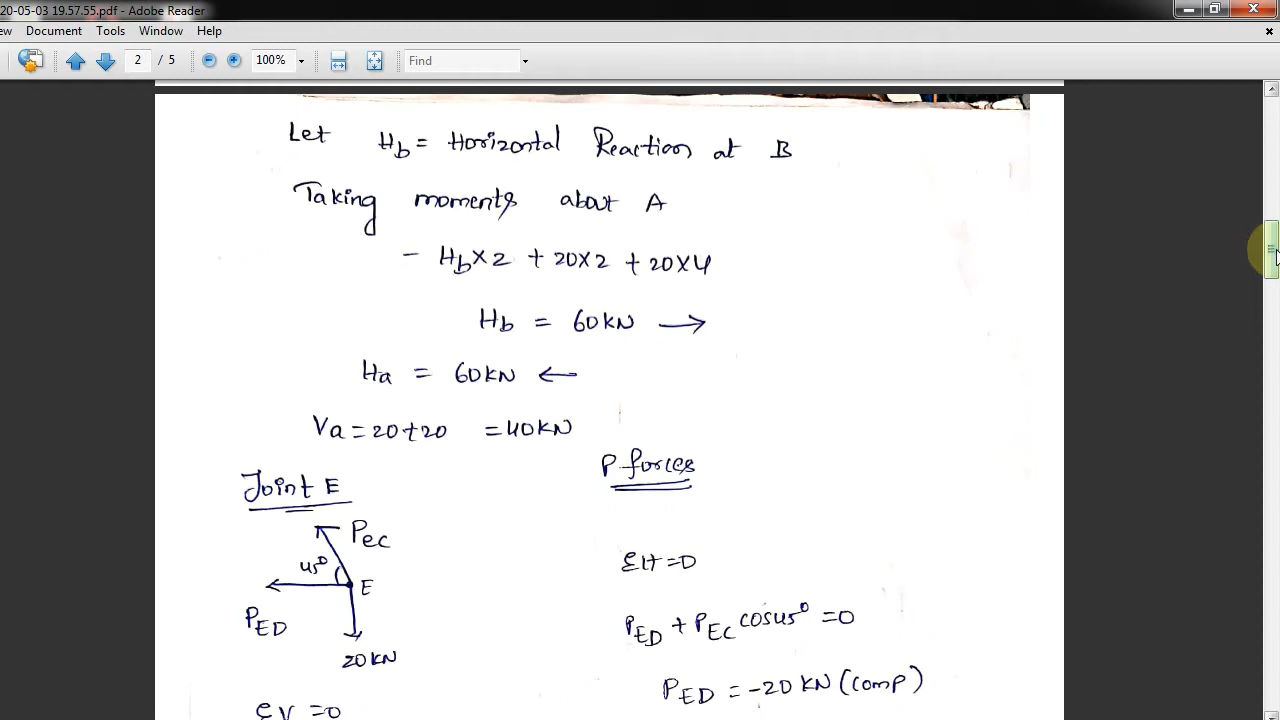 20-05-03 19.57.55.pdf - Adobe Reader
ew Document Tools Window Help
2 / 5 100% Find
Let Hb = Horizontal Reaction at B
Taking moments about A
- Hb×2 + 20×2 + 20×4
Hb = 60kN →
Ha = 60kN ←
Va = 20+20 = 40kN
P forces
Joint E
PEC
45°
E
PED
20kN
ΣV = 0
ΣH = 0
PED + PEC cos45° = 0
PED = -20 kN (comp)